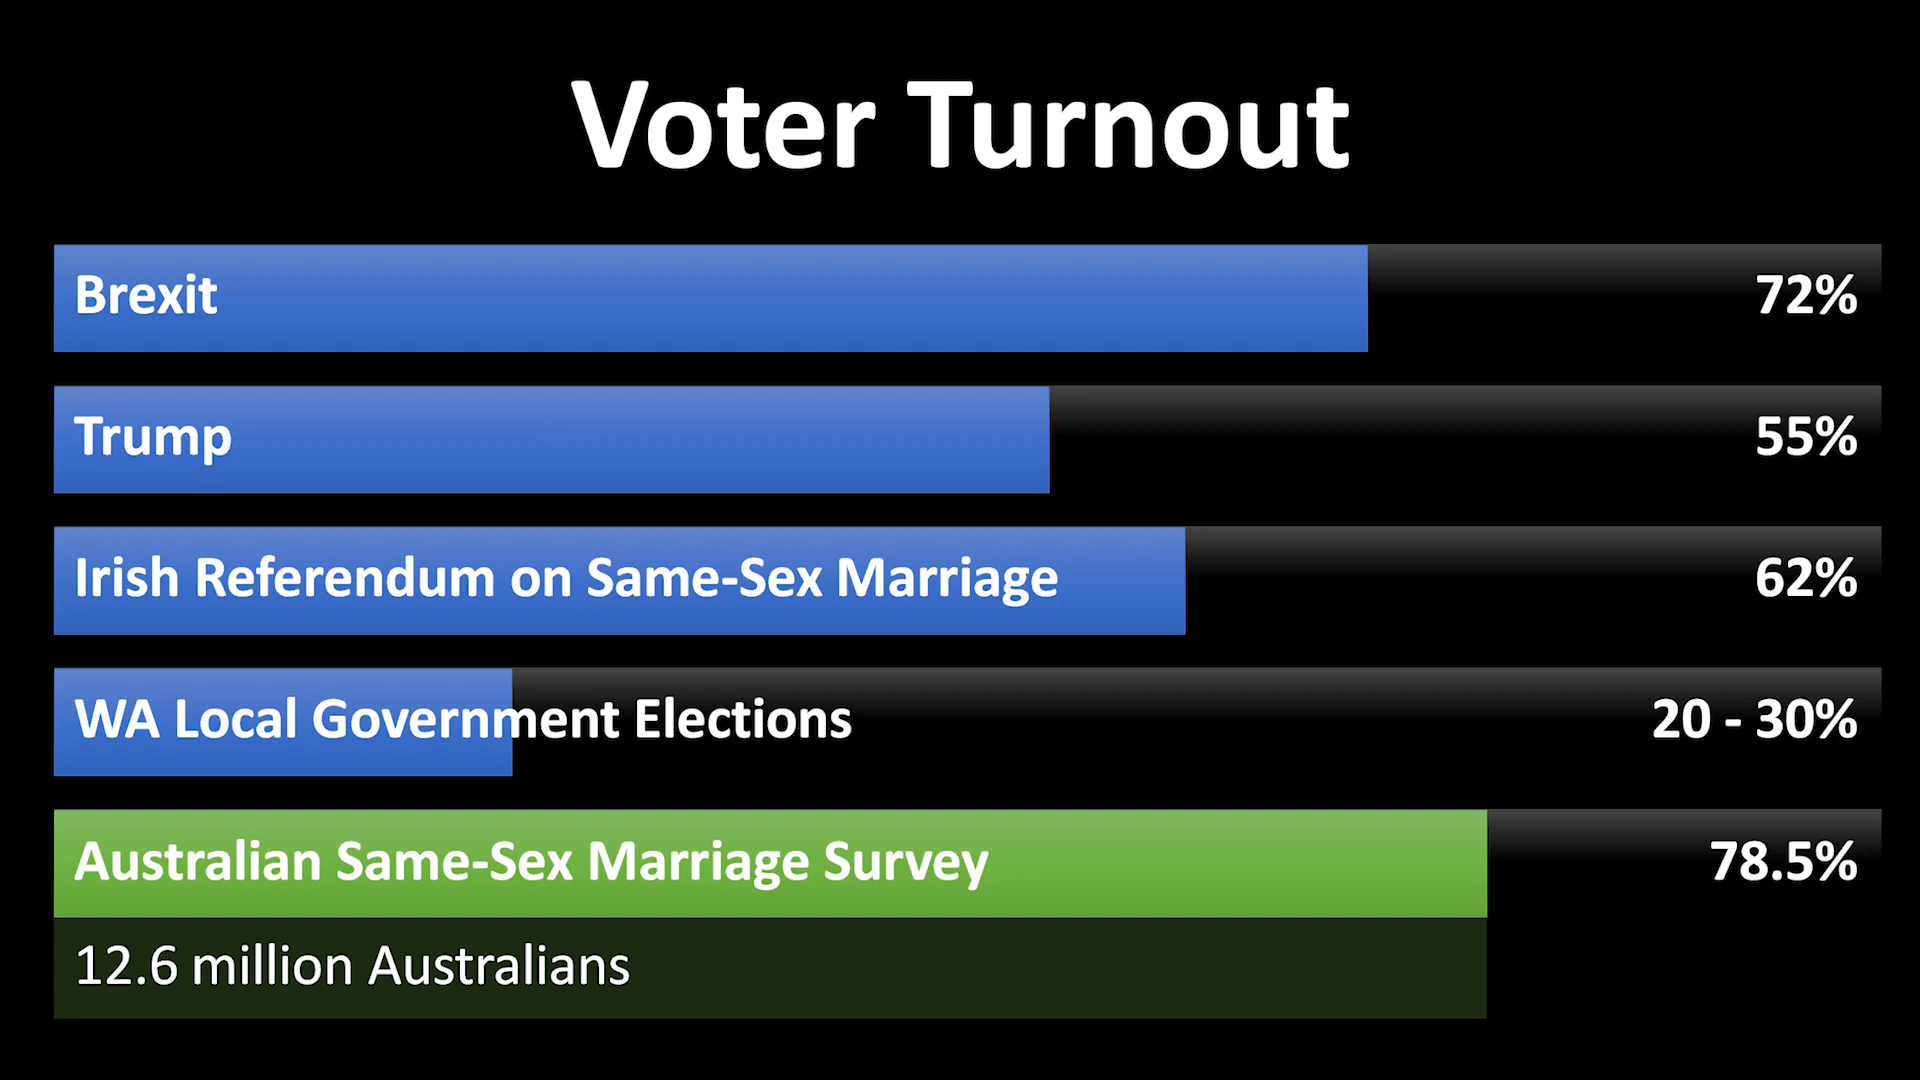 Voter Turnout
Brexit 72%
Trump 55%
Irish Referendum on Same-Sex Marriage 62%
WA Local Government Elections 20 - 30%
Australian Same-Sex Marriage Survey 78.5%
12.6 million Australians